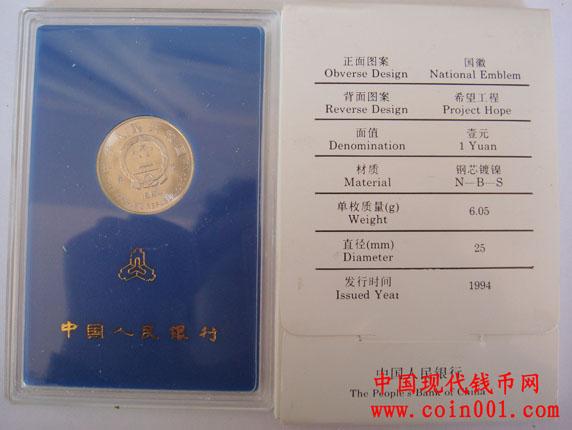 中国人民银行
正面图案 国徽
Obverse Design National Emblem
背面图案 希望工程
Reverse Design Project Hope
面值 壹元
Denomination 1 Yuan
材质 钢芯镀镍
Material N—B—S
单枚质量(g) 6.05
Weight
直径(mm) 25
Diameter
发行时间 1994
Issued Year
中国人民银行
The People's Bank of China
中国现代钱币网
www.coin001.com